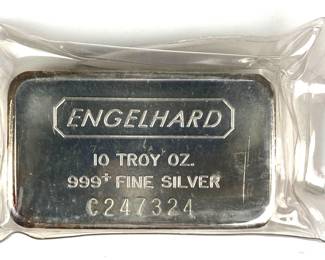 ENGELHARD
10 TROY OZ.
999+ FINE SILVER
C247324